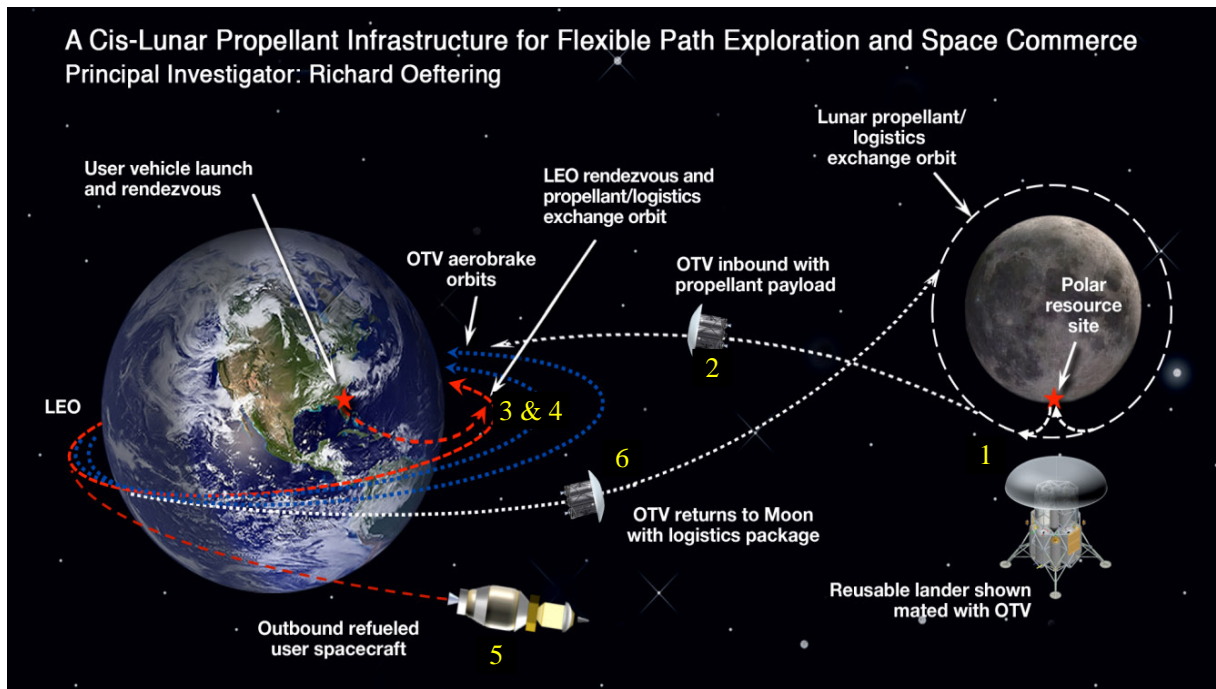 A Cis-Lunar Propellant Infrastructure for Flexible Path Exploration and Space Commerce
Principal Investigator: Richard Oeftering
Lunar propellant/
logistics
exchange orbit
User vehicle launch
and rendezvous
LEO rendezvous and
propellant/logistics
exchange orbit
OTV aerobrake
orbits
OTV inbound with
propellant payload
Polar
resource
site
2
LEO
3 & 4
1
6
OTV returns to Moon
with logistics package
Reusable lander shown
mated with OTV
Outbound refueled
user spacecraft
5